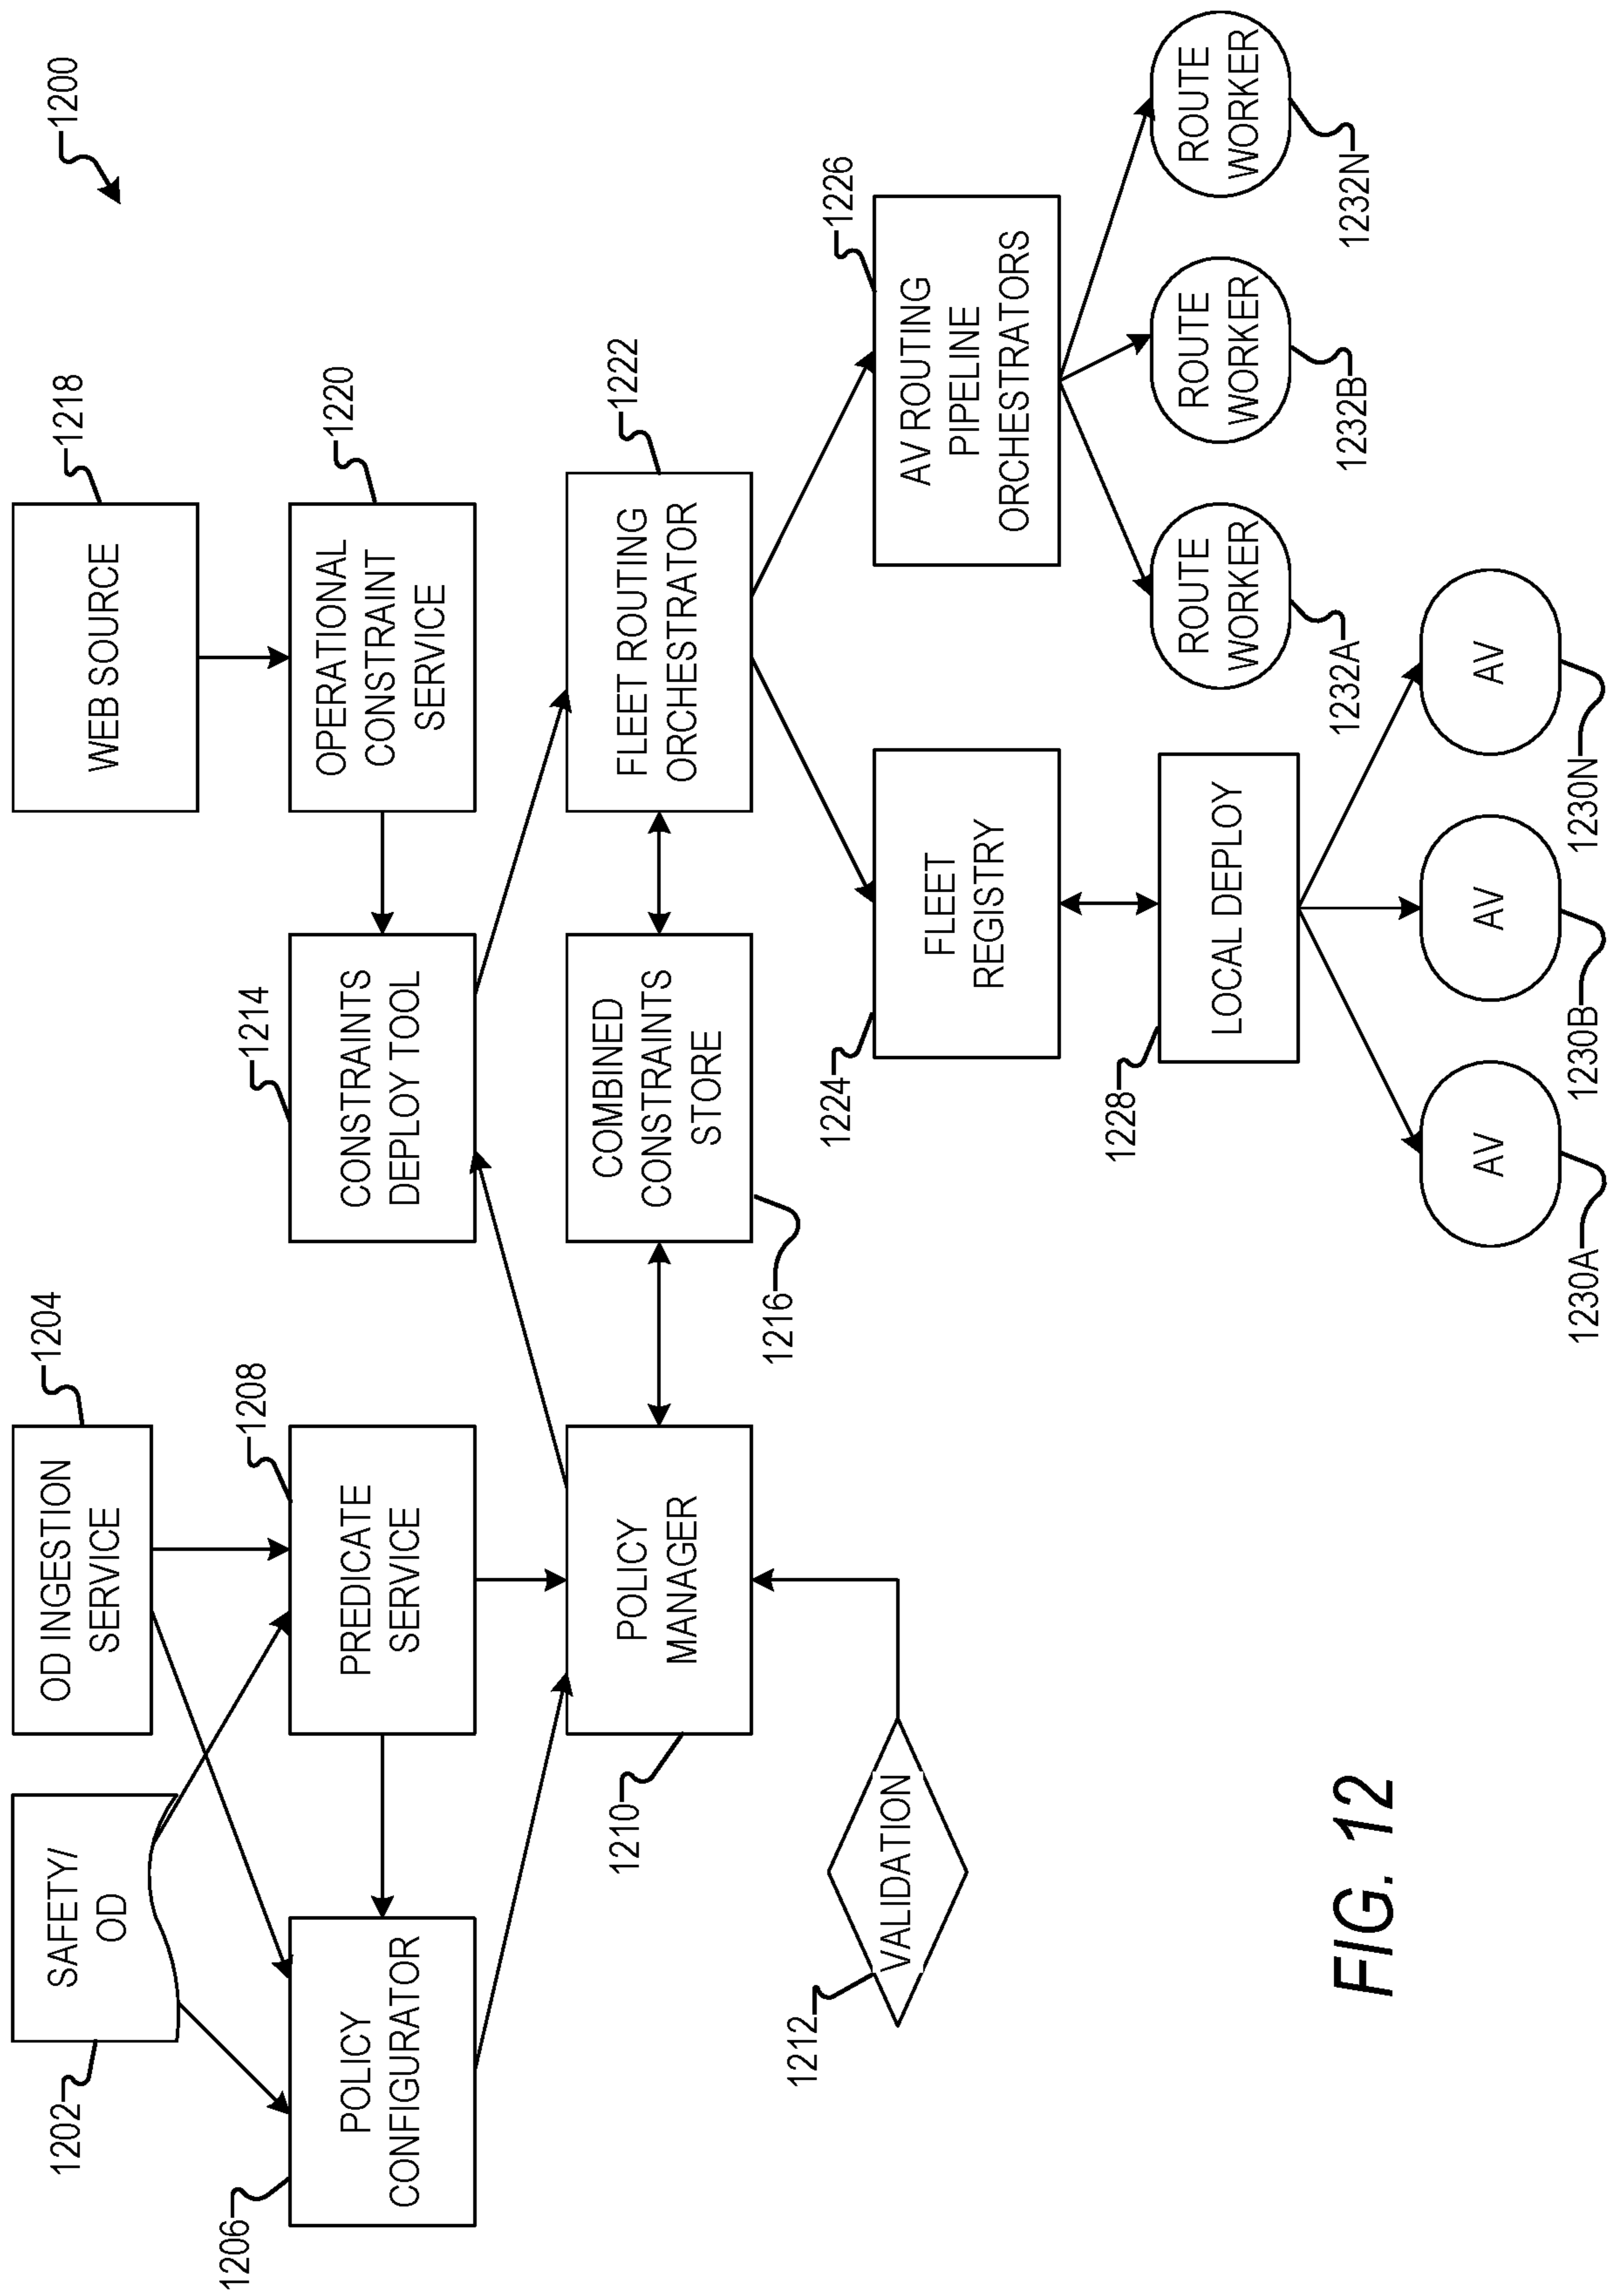 1200
1202
SAFETY/
OD
1204
OD INGESTION
SERVICE
1218
WEB SOURCE
1206
POLICY
CONFIGURATOR
1208
PREDICATE
SERVICE
1214
CONSTRAINTS
DEPLOY TOOL
1220
OPERATIONAL
CONSTRAINT
SERVICE
1210
POLICY
MANAGER
1216
COMBINED
CONSTRAINTS
STORE
1222
FLEET ROUTING
ORCHESTRATOR
1212
VALIDATION
1224
FLEET
REGISTRY
1226
AV ROUTING
PIPELINE
ORCHESTRATORS
1228
LOCAL DEPLOY
ROUTE
WORKER
1232A
ROUTE
WORKER
1232B
ROUTE
WORKER
1232N
AV
1230A
AV
1230B
AV
1230N
FIG. 12